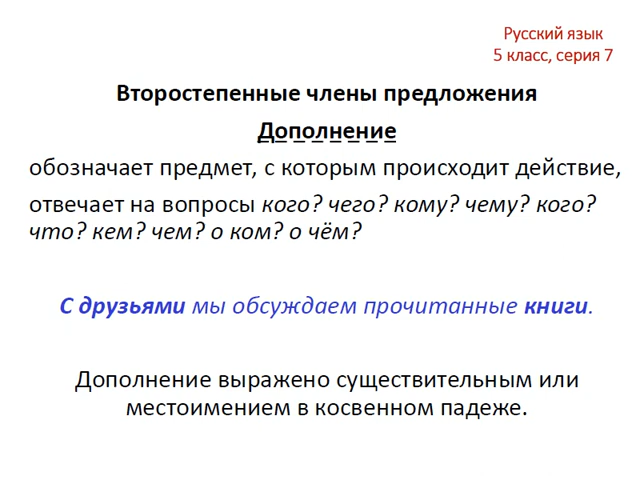 Русский язык
5 класс, серия 7
Второстепенные члены предложения
Дополнение
обозначает предмет, с которым происходит действие,
отвечает на вопросы кого? чего? кому? чему? кого?
что? кем? чем? о ком? о чём?
С друзьями мы обсуждаем прочитанные книги.
Дополнение выражено существительным или
местоимением в косвенном падеже.